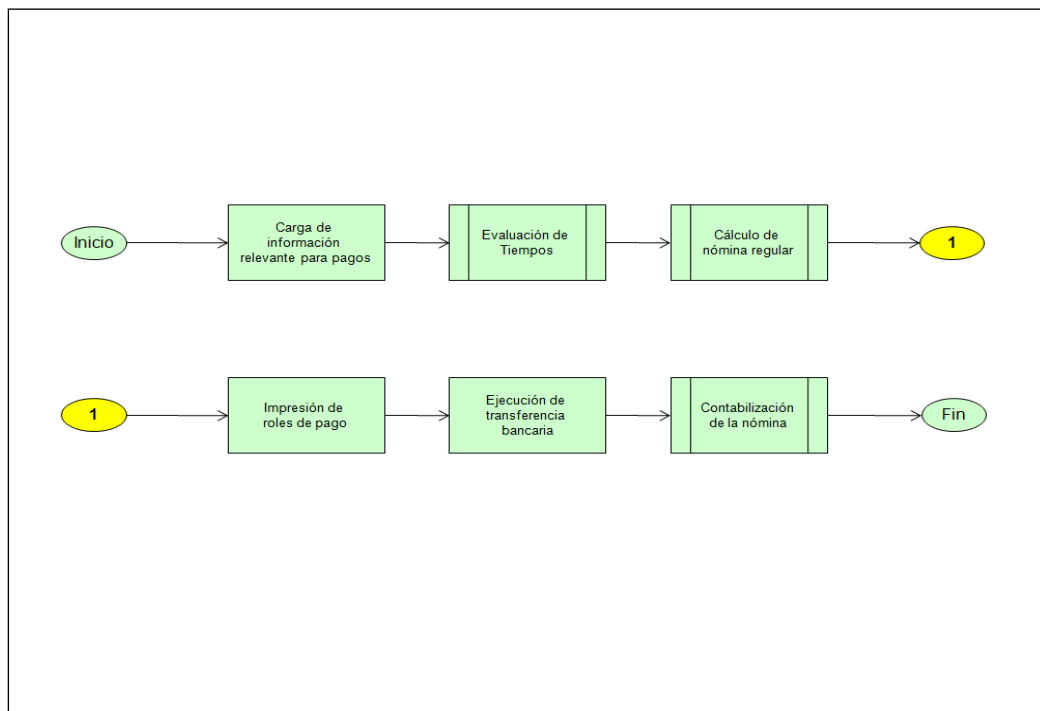 Inicio
Carga de
información
relevante para pagos
Evaluación de
Tiempos
Cálculo de
nómina regular
1
1
Impresión de
roles de pago
Ejecución de
transferencia
bancaria
Contabilización
de la nómina
Fin